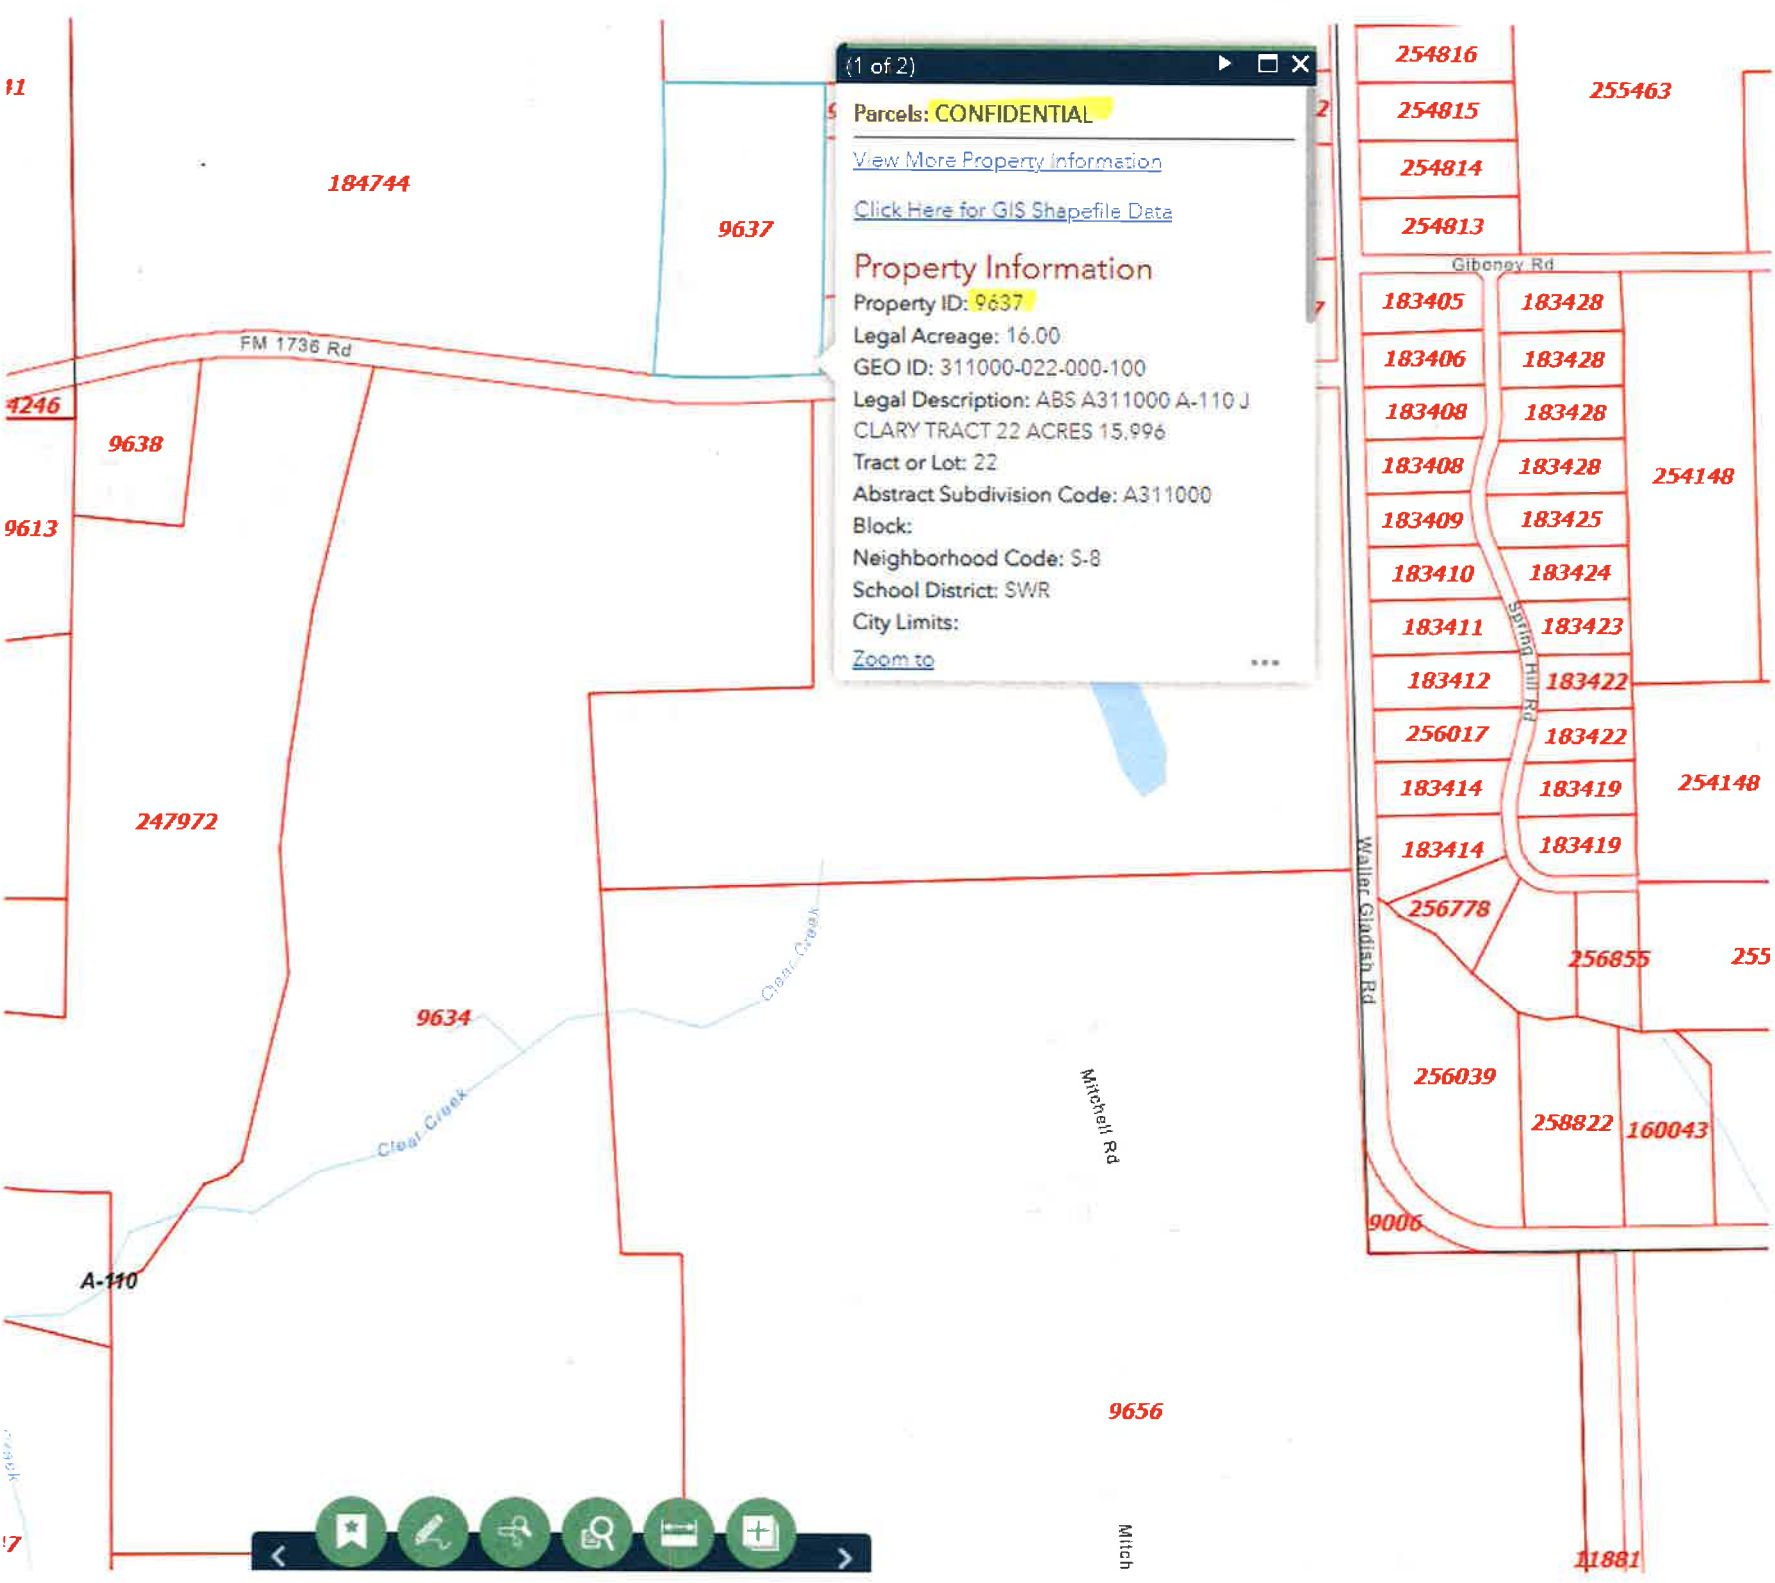 (1 of 2)
Parcels: CONFIDENTIAL
View More Property Information
Click Here for GIS Shapefile Data
Property Information
Property ID: 9637
Legal Acreage: 16.00
GEO ID: 311000-022-000-100
Legal Description: ABS A311000 A-110 J
CLARY TRACT 22 ACRES 15.996
Tract or Lot: 22
Abstract Subdivision Code: A311000
Block:
Neighborhood Code: S-8
School District: SWR
City Limits:
Zoom to
184744
9637
254816
254815
254814
254813
255463
Giboney Rd
FM 1736 Rd
4246
9638
9613
247972
9634
Clear Creek
Clear Creek
A-110
183405
183428
183406
183428
183408
183428
183408
183428
254148
183409
183425
183410
183424
183411
183423
Spring Hill Rd
183412
183422
256017
183422
183414
183419
254148
183414
183419
Waller Gladish Rd
256778
256855
255
256039
258822
160043
Mitchell Rd
9006
9656
Mitch
11881